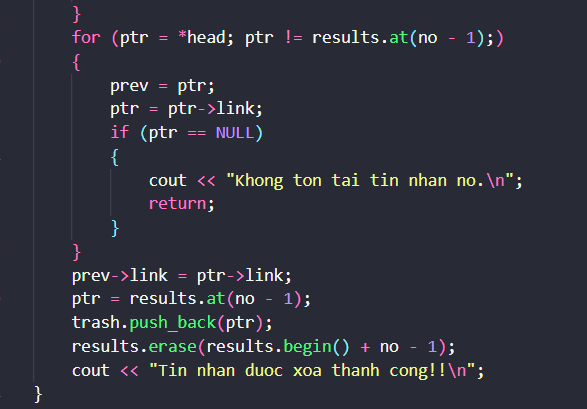 }
for (ptr = *head; ptr != results.at(no - 1);)
{
prev = ptr;
ptr = ptr->link;
if (ptr == NULL)
{
cout << "Khong ton tai tin nhan no.\n";
return;
}
}
prev->link = ptr->link;
ptr = results.at(no - 1);
trash.push_back(ptr);
results.erase(results.begin() + no - 1);
cout << "Tin nhan duoc xoa thanh cong!!\n";
}